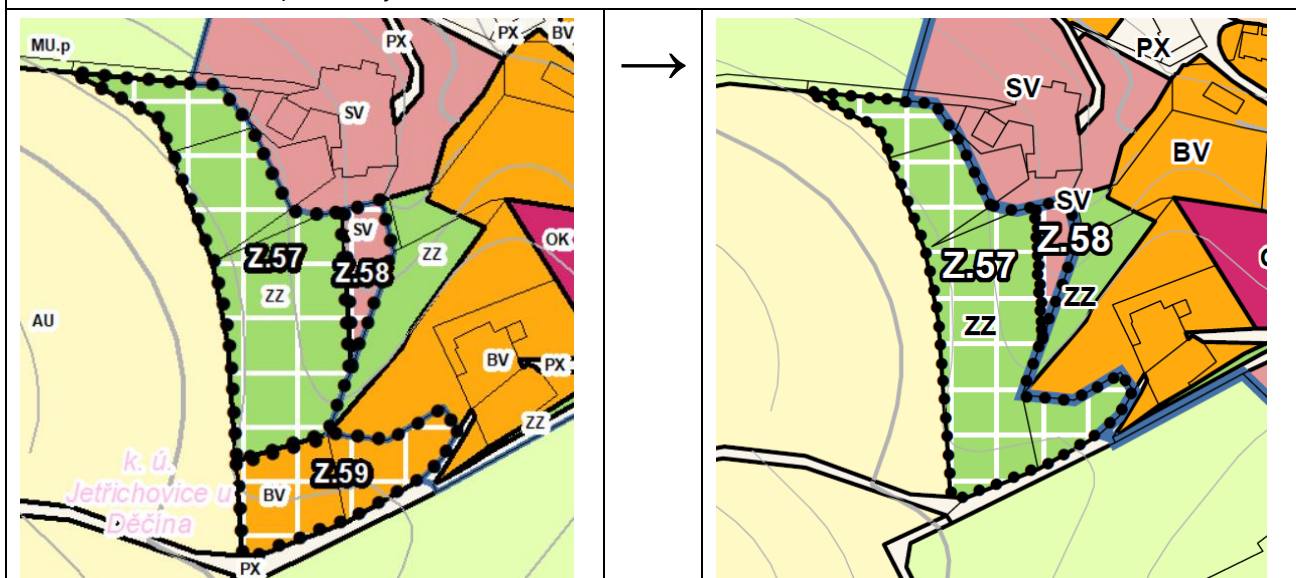 MU.p
PX
PX
BV
SV
SV
Z.57
Z.58
ZZ
ZZ
OK
AU
BV
PX
ZZ
k. ú.
Jetřichovice u
Děčína
Z.59
BV
PX
→
PX
SV
BV
SV
Z.57
Z.58
ZZ
ZZ